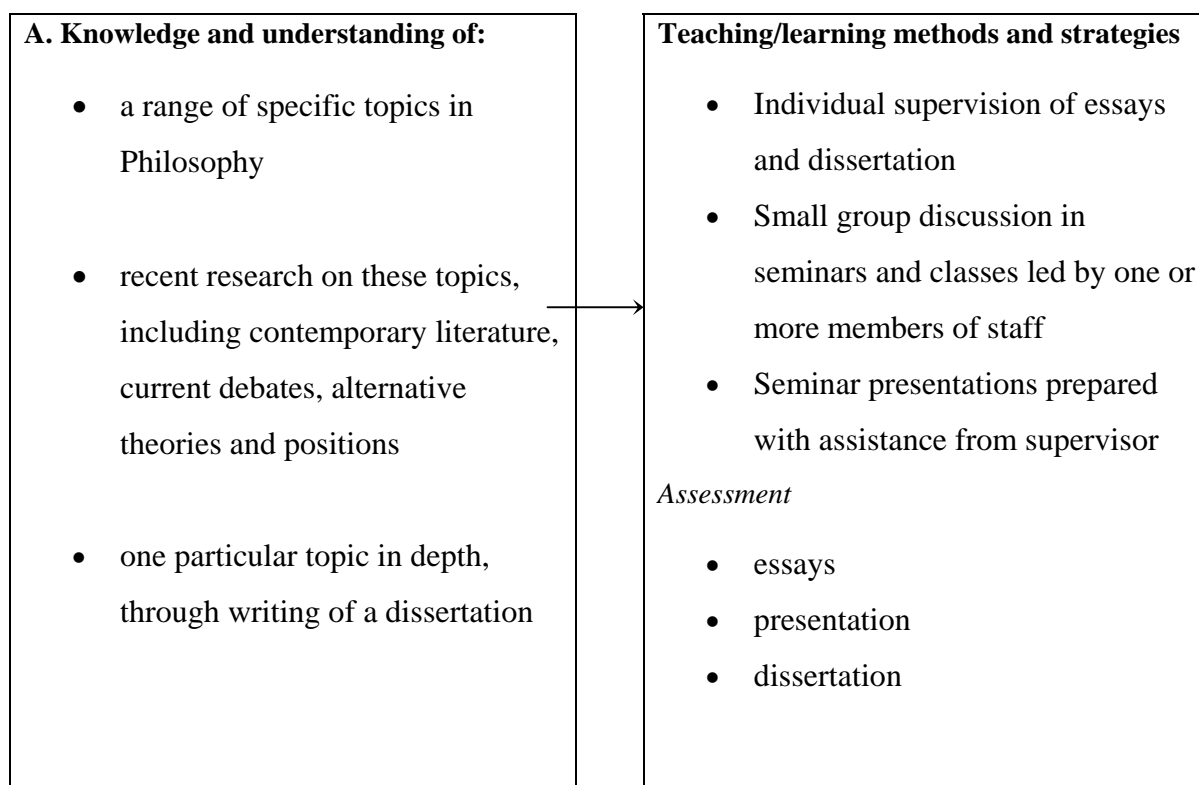 A. Knowledge and understanding of:
• a range of specific topics in
Philosophy
• recent research on these topics,
including contemporary literature,
current debates, alternative
theories and positions
• one particular topic in depth,
through writing of a dissertation
Teaching/learning methods and strategies
• Individual supervision of essays
and dissertation
• Small group discussion in
seminars and classes led by one or
more members of staff
• Seminar presentations prepared
with assistance from supervisor
Assessment
• essays
• presentation
• dissertation